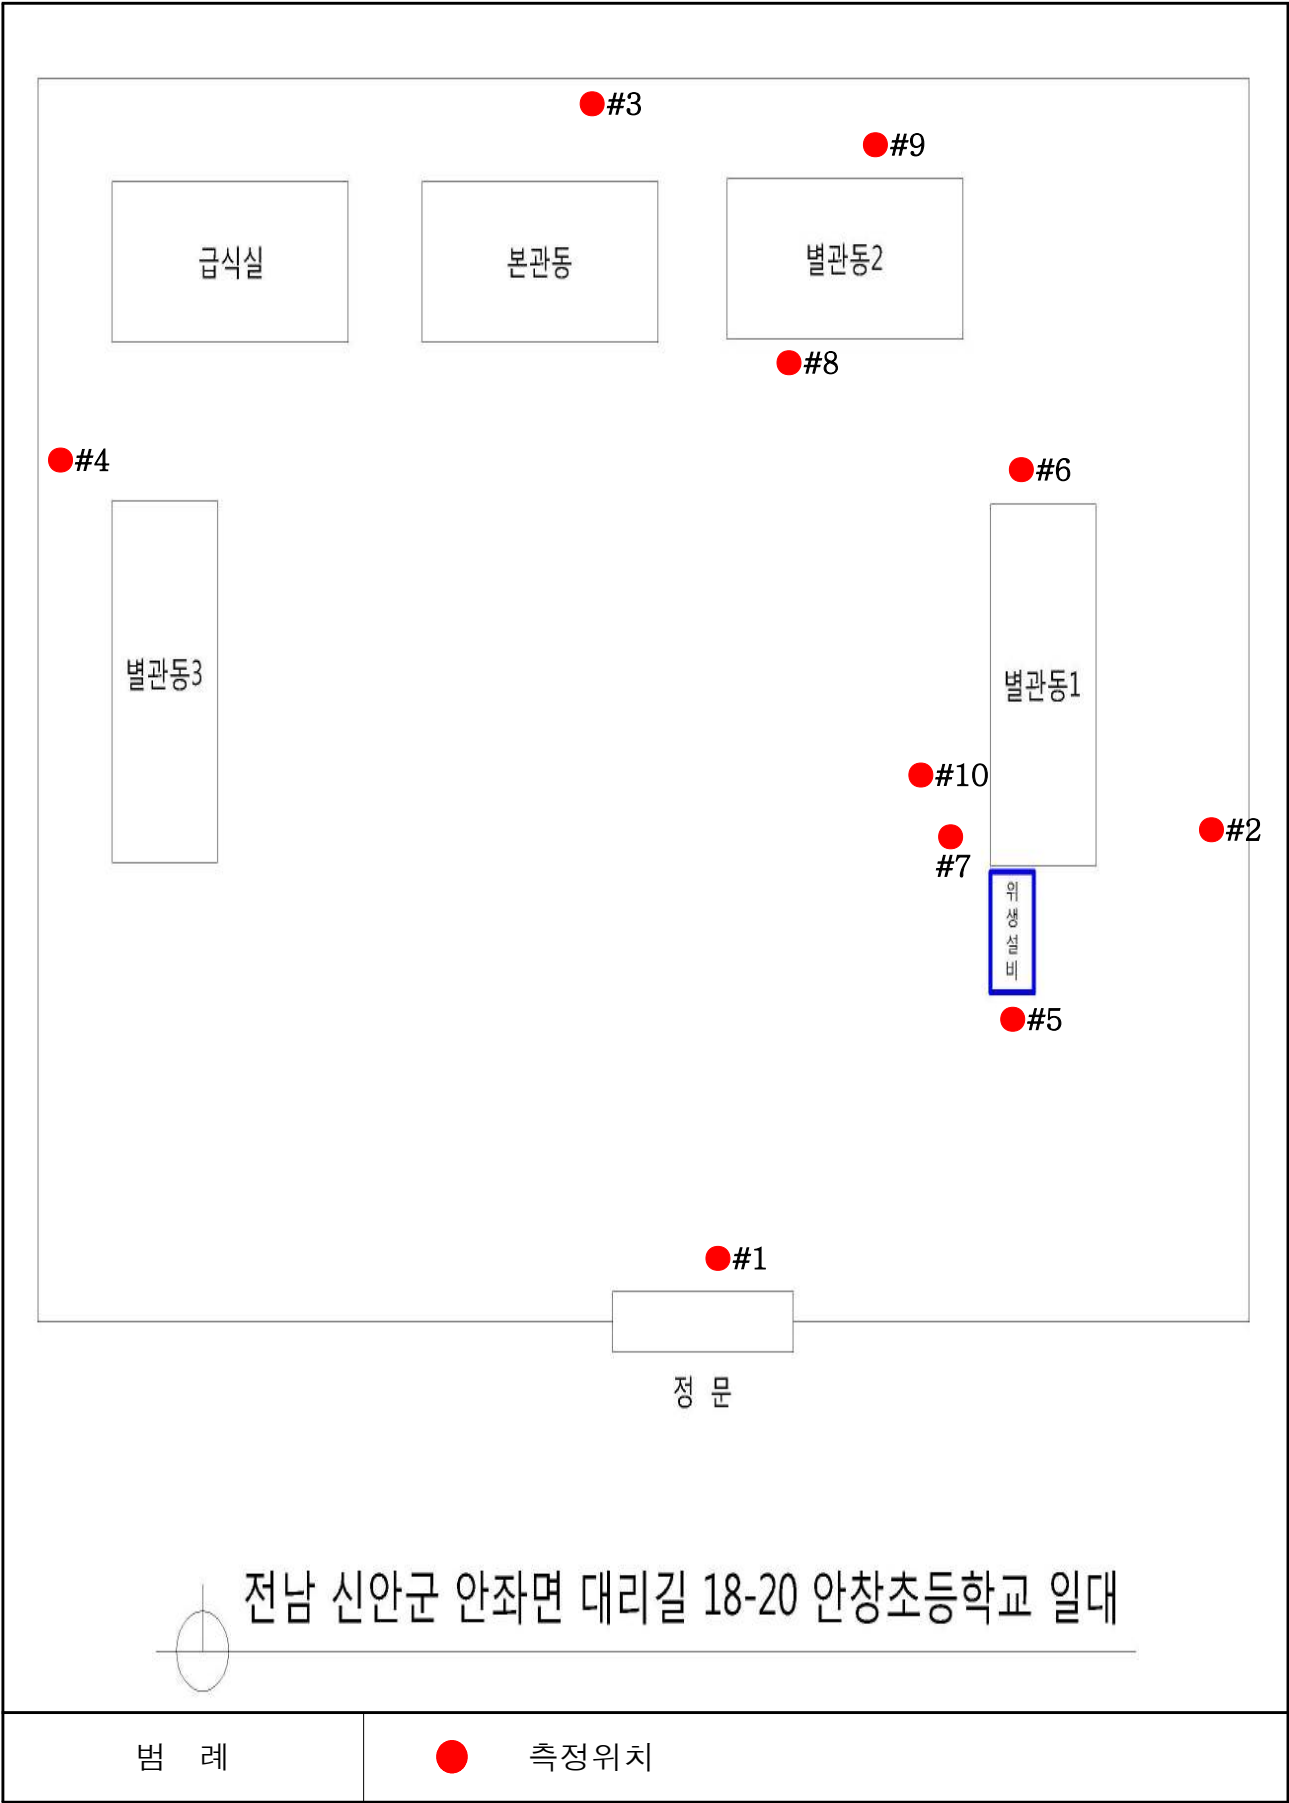 #3
#9
급식실
본관동
별관동2
#8
#4
#6
별관동3
별관동1
#10
#2
#7
위
생
설
비
#5
#1
정 문
전남 신안군 안좌면 대리길 18-20 안창초등학교 일대
범 례
측정위치